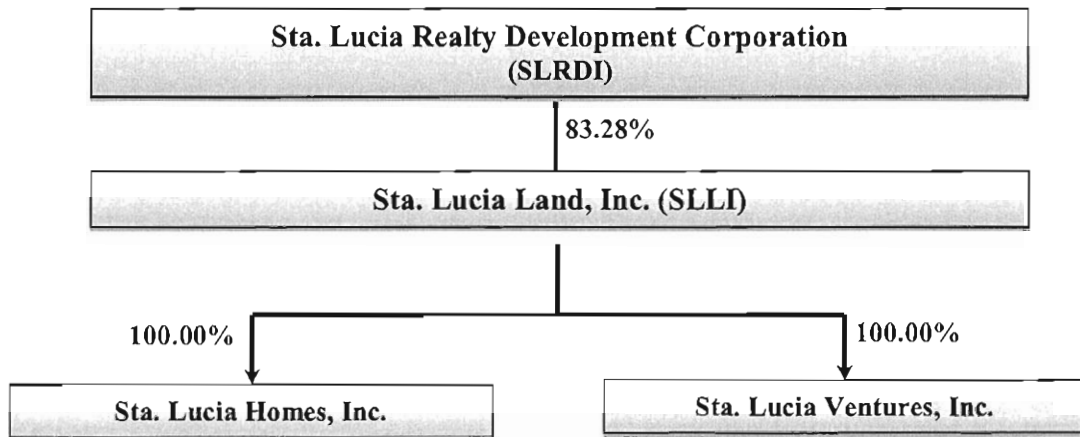 Sta. Lucia Realty Development Corporation
(SLRDI)
83.28%
Sta. Lucia Land, Inc. (SLLI)
100.00%
100.00%
Sta. Lucia Homes, Inc.
Sta. Lucia Ventures, Inc.